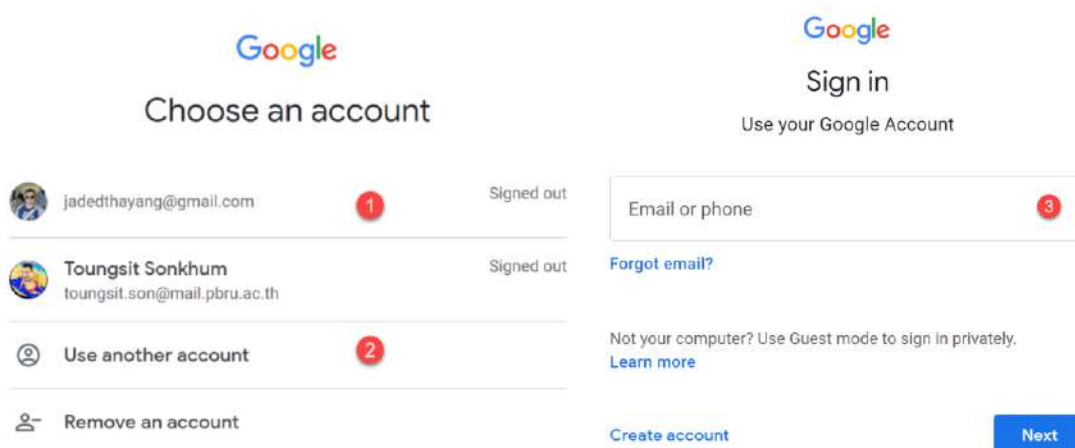 Google
Choose an account
jadedthayang@gmail.com
1
Signed out
Toungsit Sonkhum
Signed out
toungsit.son@mail.pbru.ac.th
Use another account
2
Remove an account
Google
Sign in
Use your Google Account
Email or phone
3
Forgot email?
Not your computer? Use Guest mode to sign in privately.
Learn more
Create account
Next